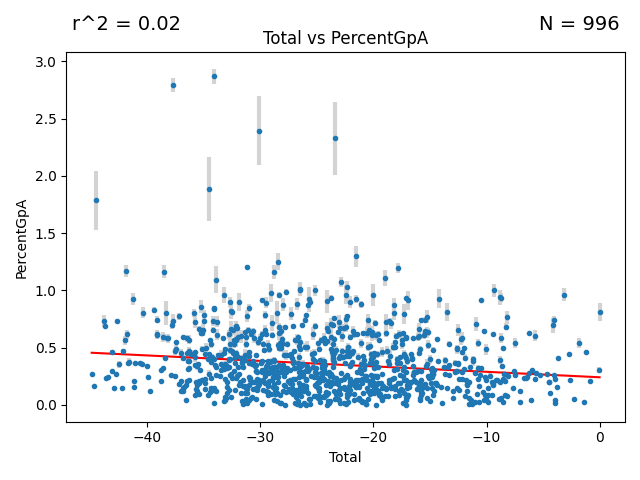 r^2 = 0.02
N = 996
Total vs PercentGpA
3.0
2.5
2.0
1.5
1.0
0.5
0.0
PercentGpA
−40 −30 −20 −10 0
Total